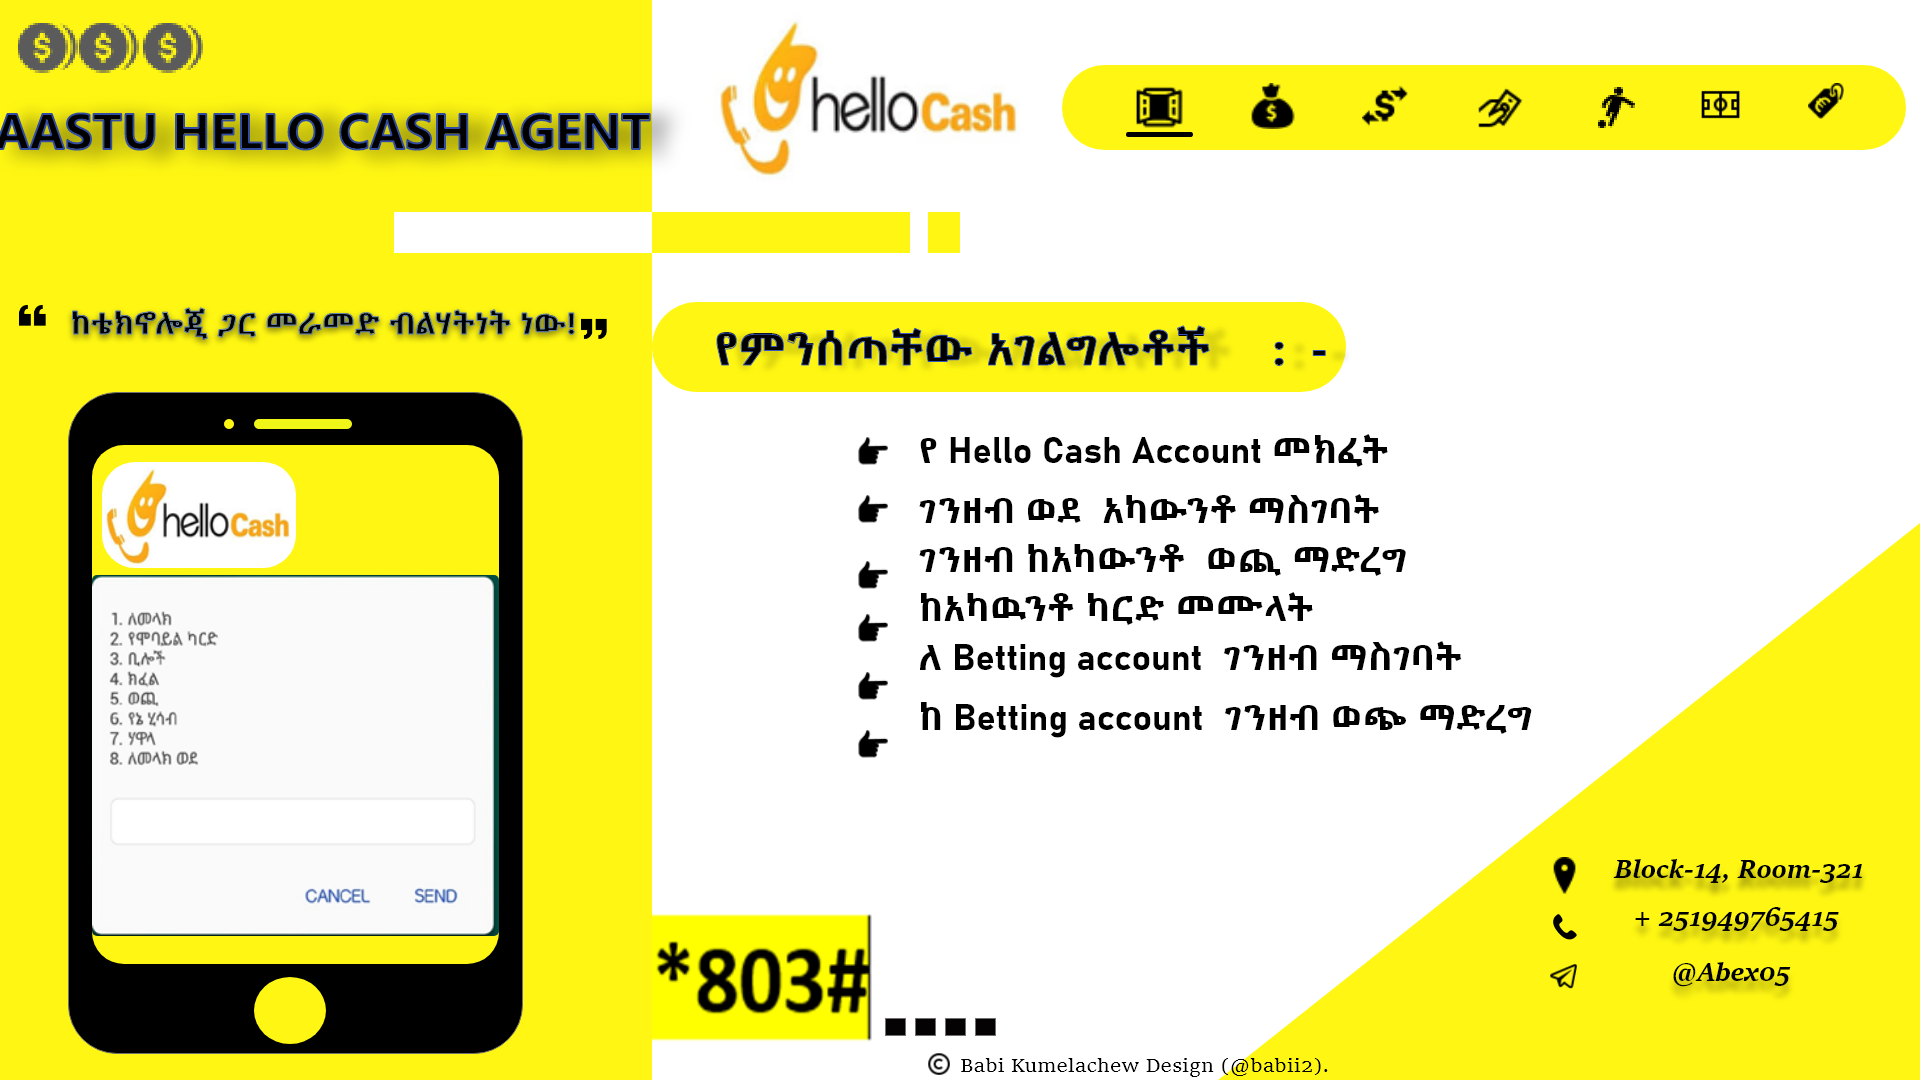 AASTU HELLO CASH AGENT
helloCash
❝ ከቴክኖሎጂ ጋር መራመድ ብልሃትነት ነው!❞
የምንሰጣቸው አገልግሎቶች : -
የ Hello Cash Account መክፈት
ገንዘብ ወደ አካውንቶ ማስገባት
ገንዘብ ከአካውንቶ ወጪ ማድረግ
ከአካዉንቶ ካርድ መሙላት
ለ Betting account ገንዘብ ማስገባት
ከ Betting account ገንዘብ ወጭ ማድረግ
helloCash
1. ለመላክ
2. የሞባይል ካርድ
3. ቢሎች
4. ክፈል
5. ወጪ
6. የኔ ሂሳብ
7. ሃዋላ
8. ለመላክ ወደ
CANCEL SEND
*803#
Block-14, Room-321
+ 251949765415
@Abex05
© Babi Kumelachew Design (@babii2).